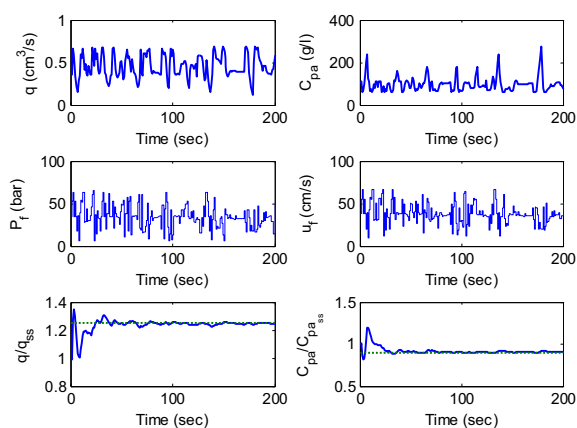 q (cm³/s)
1
0.5
0
0 100 200
Time (sec)
C_pa (g/l)
400
200
0
0 100 200
Time (sec)
P_f (bar)
100
50
0
0 100 200
Time (sec)
u_f (cm/s)
100
50
0
0 100 200
Time (sec)
q/q_ss
1.4
1.2
1
0 100 200
Time (sec)
C_pa/C_pa_ss
1.5
1
0.5
0 100 200
Time (sec)